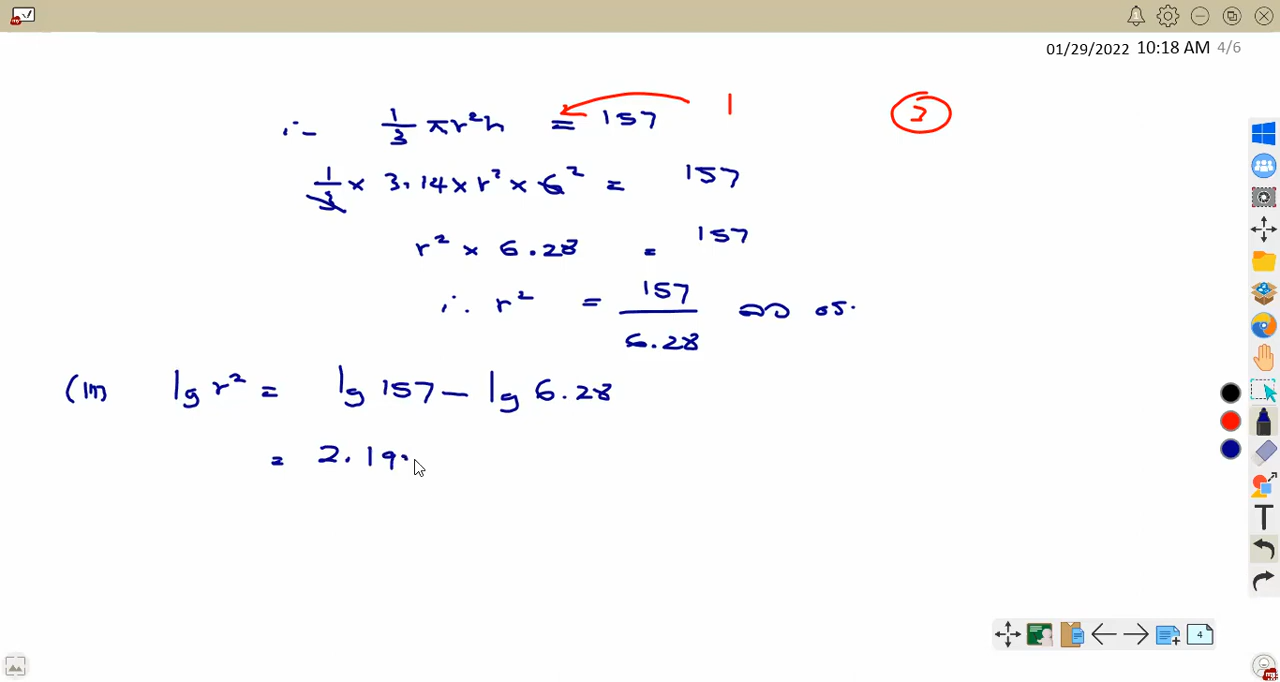 01/29/2022 10:18 AM 4/6
∴ 1/3 πr²h = 157 1 3
1/3 × 3.14 × r² × 6² = 157
r² × 6.28 = 157
∴ r² = 157/6.28
(iii) lg r² = lg 157 − lg 6.28
= 2.19
4